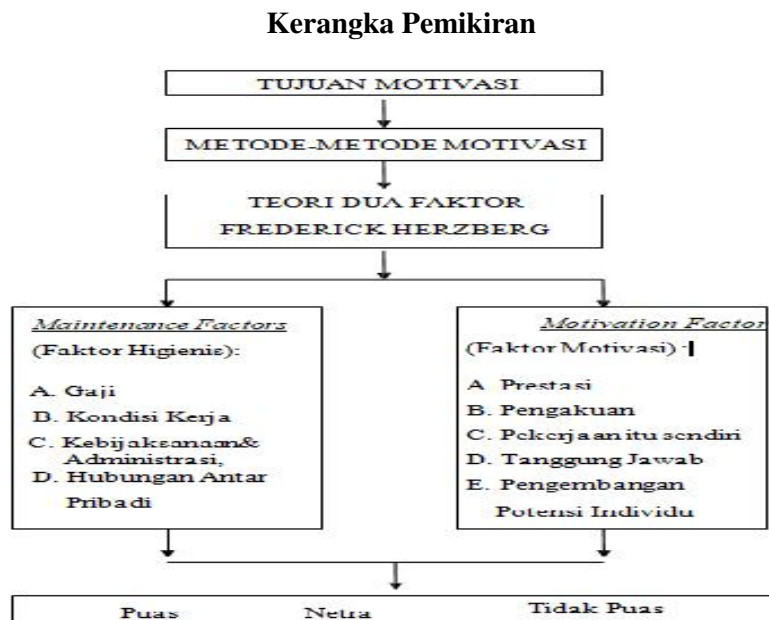 Kerangka Pemikiran
TUJUAN MOTIVASI
METODE-METODE MOTIVASI
TEORI DUA FAKTOR
FREDERICK HERZBERG
Maintenance Factors
(Faktor Higienis):
A. Gaji
B. Kondisi Kerja
C. Kebijaksanaan&
Administrasi,
D. Hubungan Antar
Pribadi
Motivation Factor
(Faktor Motivasi) :
A Prestasi
B. Pengakuan
C. Pekerjaan itu sendiri
D. Tanggung Jawab
E. Pengembangan
Potensi Individu
Puas Netra Tidak Puas